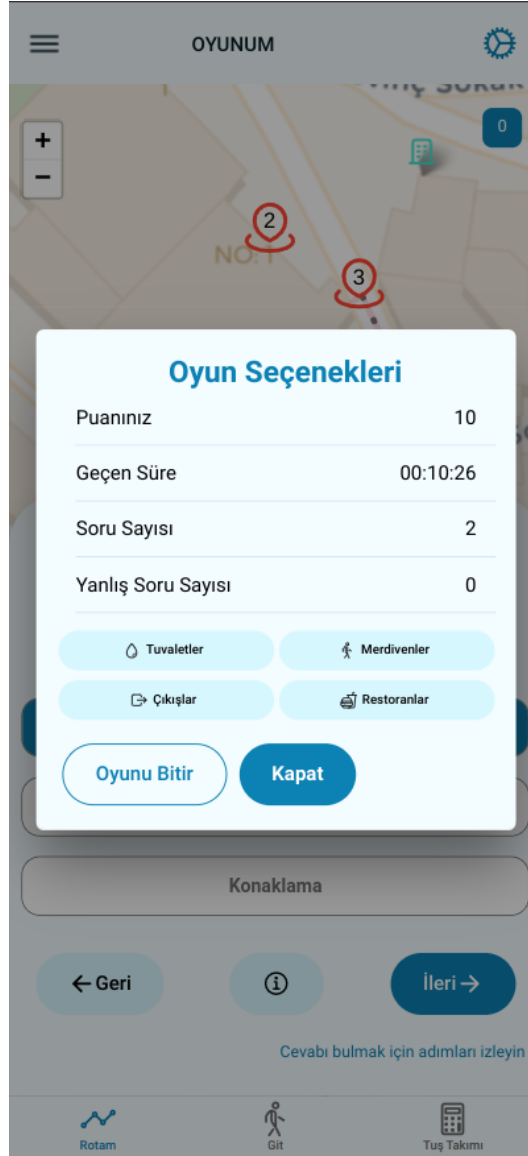 OYUNUM
Sokak
0
+
−
2
NO: 1
3
Oyun Seçenekleri
Puanınız 10
Geçen Süre 00:10:26
Soru Sayısı 2
Yanlış Soru Sayısı 0
Tuvaletler Merdivenler
Çıkışlar Restoranlar
Oyunu Bitir Kapat
Konaklama
← Geri İleri →
Cevabı bulmak için adımları izleyin
Rotam Git Tuş Takımı